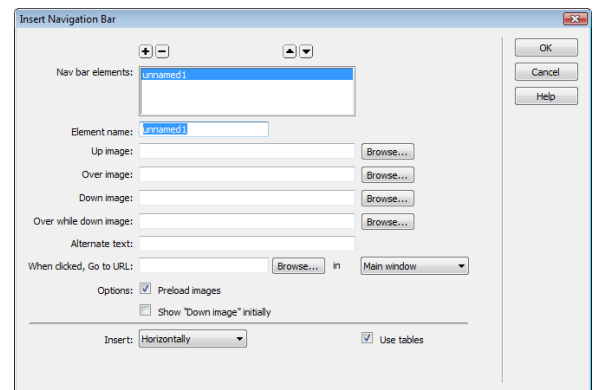 Insert Navigation Bar
OK
Nav bar elements: unnamed1
Cancel
Help
Element name: unnamed1
Up image: Browse...
Over image: Browse...
Down image: Browse...
Over while down image: Browse...
Alternate text:
When clicked, Go to URL: Browse... in Main window
Options: Preload images
Show "Down image" initially
Insert: Horizontally Use tables